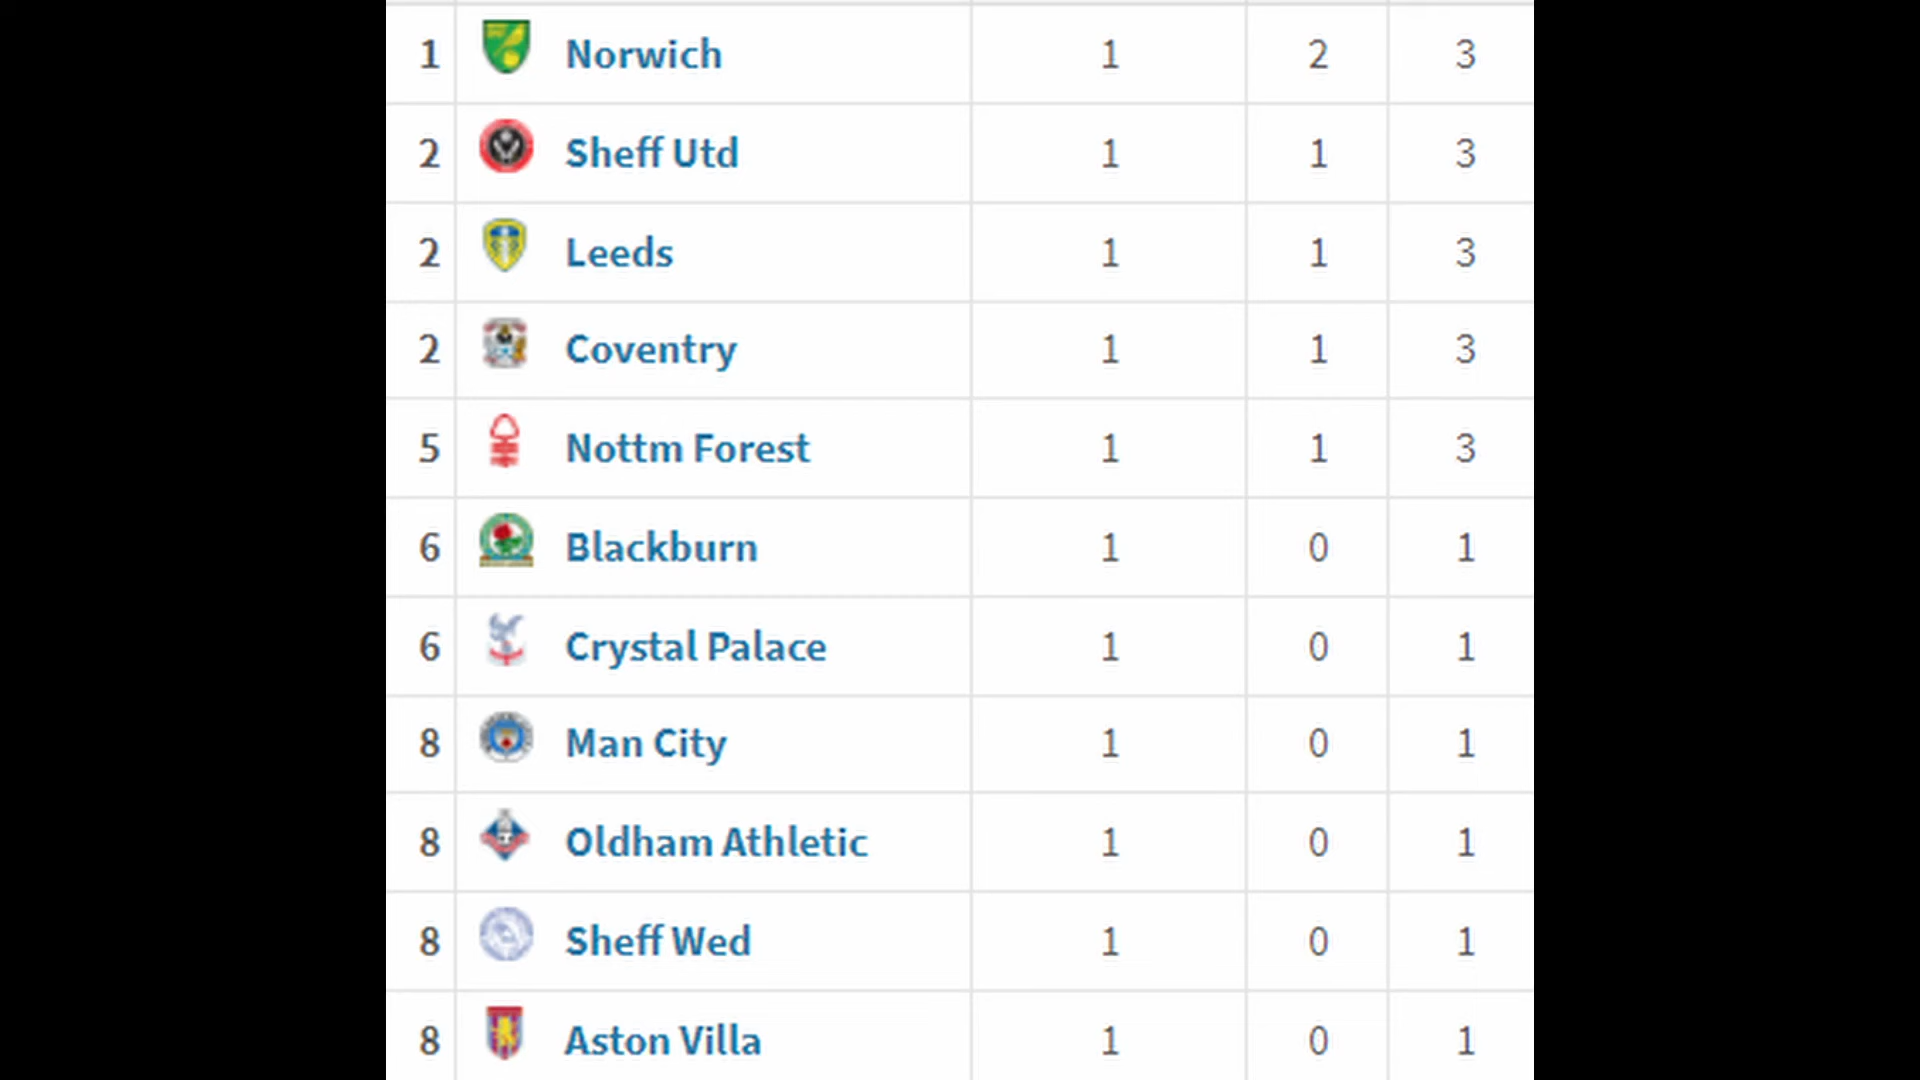 1 Norwich 1 2 3
2 Sheff Utd 1 1 3
2 Leeds 1 1 3
2 Coventry 1 1 3
5 Nottm Forest 1 1 3
6 Blackburn 1 0 1
6 Crystal Palace 1 0 1
8 Man City 1 0 1
8 Oldham Athletic 1 0 1
8 Sheff Wed 1 0 1
8 Aston Villa 1 0 1